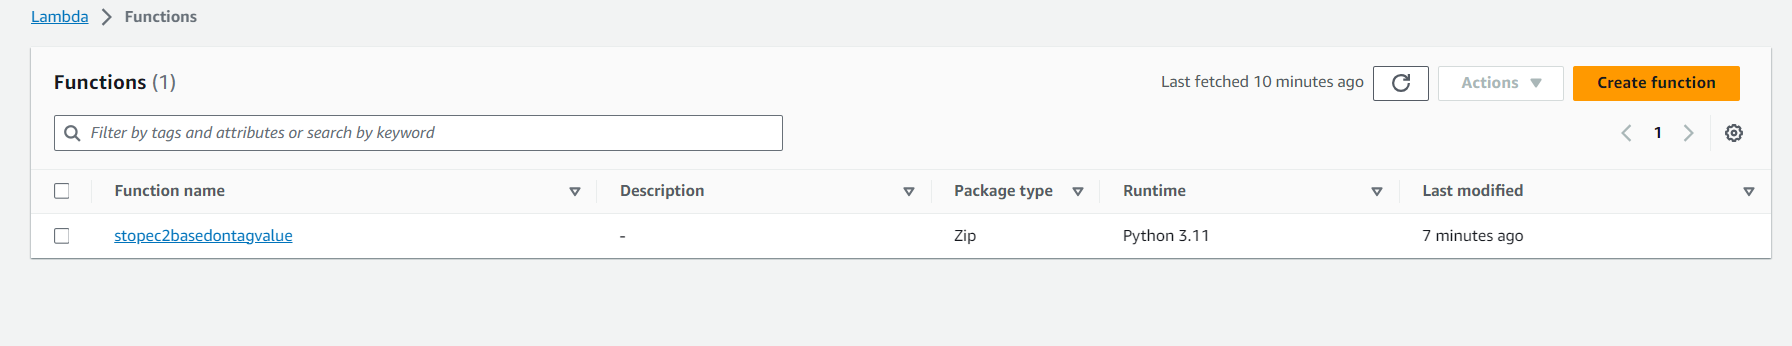 Lambda > Functions
Functions (1)
Last fetched 10 minutes ago
Actions
Create function
Filter by tags and attributes or search by keyword
1
Function name Description Package type Runtime Last modified
stopec2basedontagvalue - Zip Python 3.11 7 minutes ago